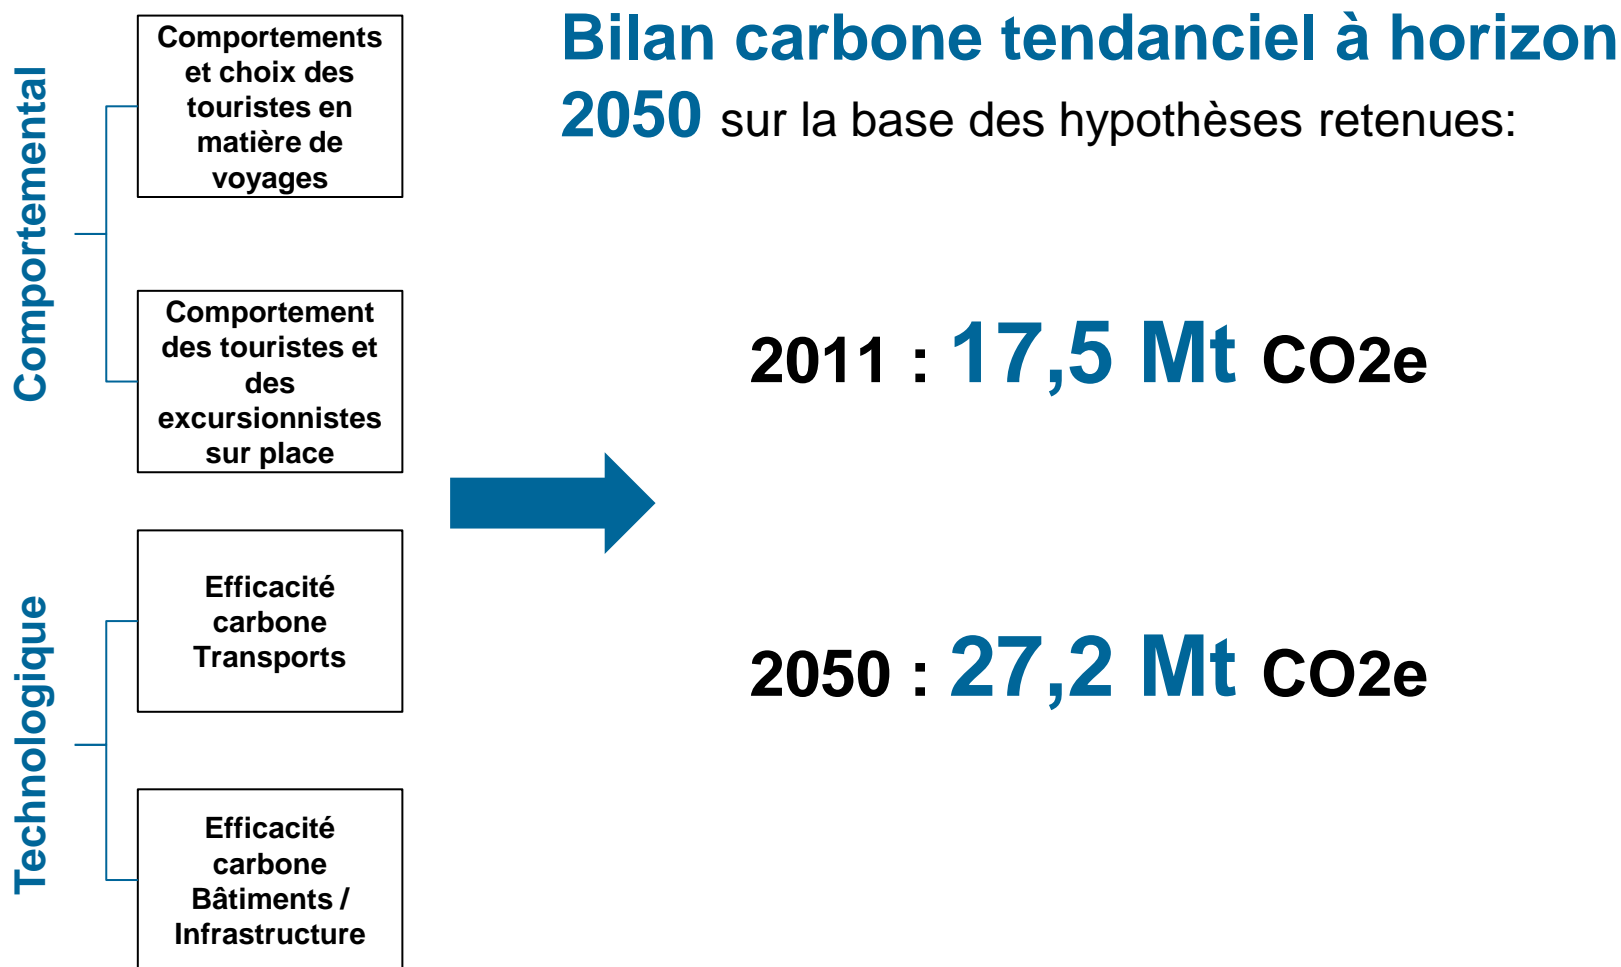 Bilan carbone tendanciel à horizon
2050 sur la base des hypothèses retenues:
Comportemental
Comportements
et choix des
touristes en
matière de
voyages
Comportement
des touristes et
des
excursionnistes
sur place
Technologique
Efficacité
carbone
Transports
Efficacité
carbone
Bâtiments /
Infrastructure
2011 : 17,5 Mt CO2e
2050 : 27,2 Mt CO2e